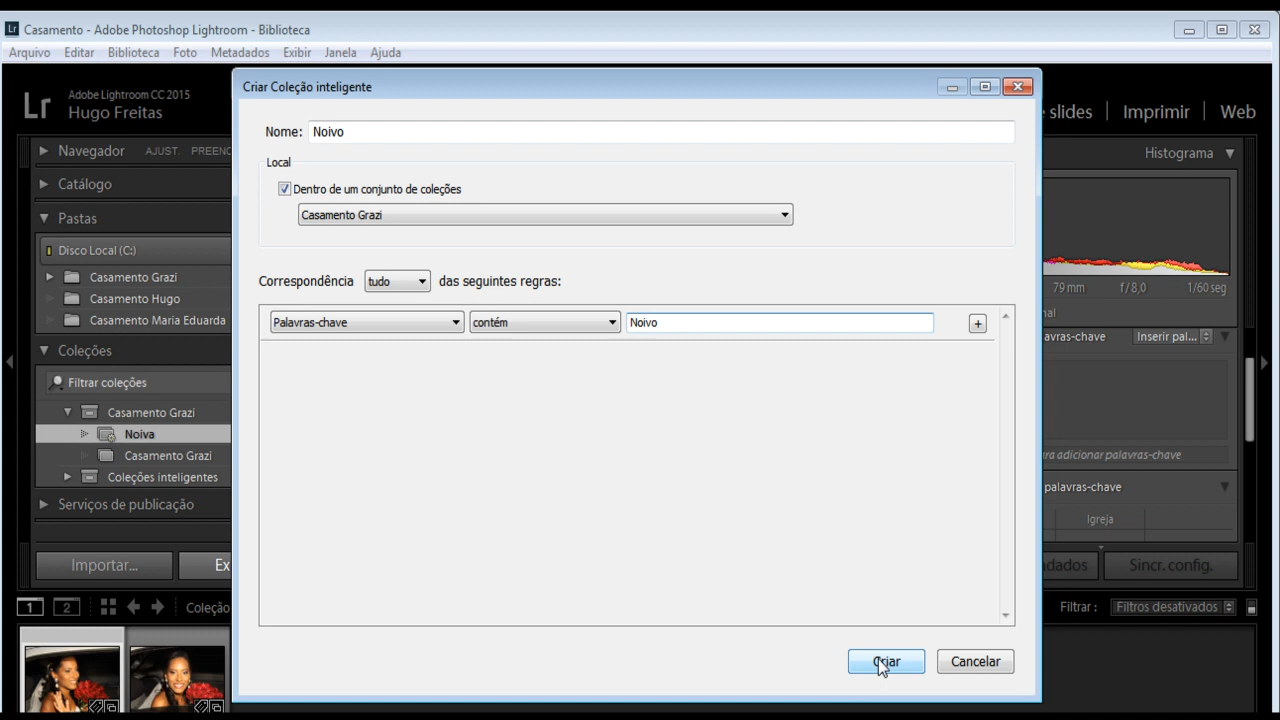 Lr Casamento - Adobe Photoshop Lightroom - Biblioteca
Arquivo Editar Biblioteca Foto Metadados Exibir Janela Ajuda
Criar Coleção inteligente
Lr
Adobe Lightroom CC 2015
Hugo Freitas
slides | Imprimir | Web
Navegador AJUST. PREENC
Catálogo
Pastas
Disco Local (C:)
Casamento Grazi
Casamento Hugo
Casamento Maria Eduarda
Coleções
Filtrar coleções
Casamento Grazi
Noiva
Casamento Grazi
Coleções inteligentes
Serviços de publicação
Importar... Ex
Nome: Noivo
Local
Dentro de um conjunto de coleções
Casamento Grazi
Correspondência tudo das seguintes regras:
Palavras-chave contém Noivo +
Criar Cancelar
Histograma
79 mm f / 8,0 1/60 seg
nal
avras-chave Inserir pal...
ra adicionar palavras-chave
palavras-chave
Igreja
dados Sincr. config.
1 2 Coleção
Filtrar : Filtros desativados